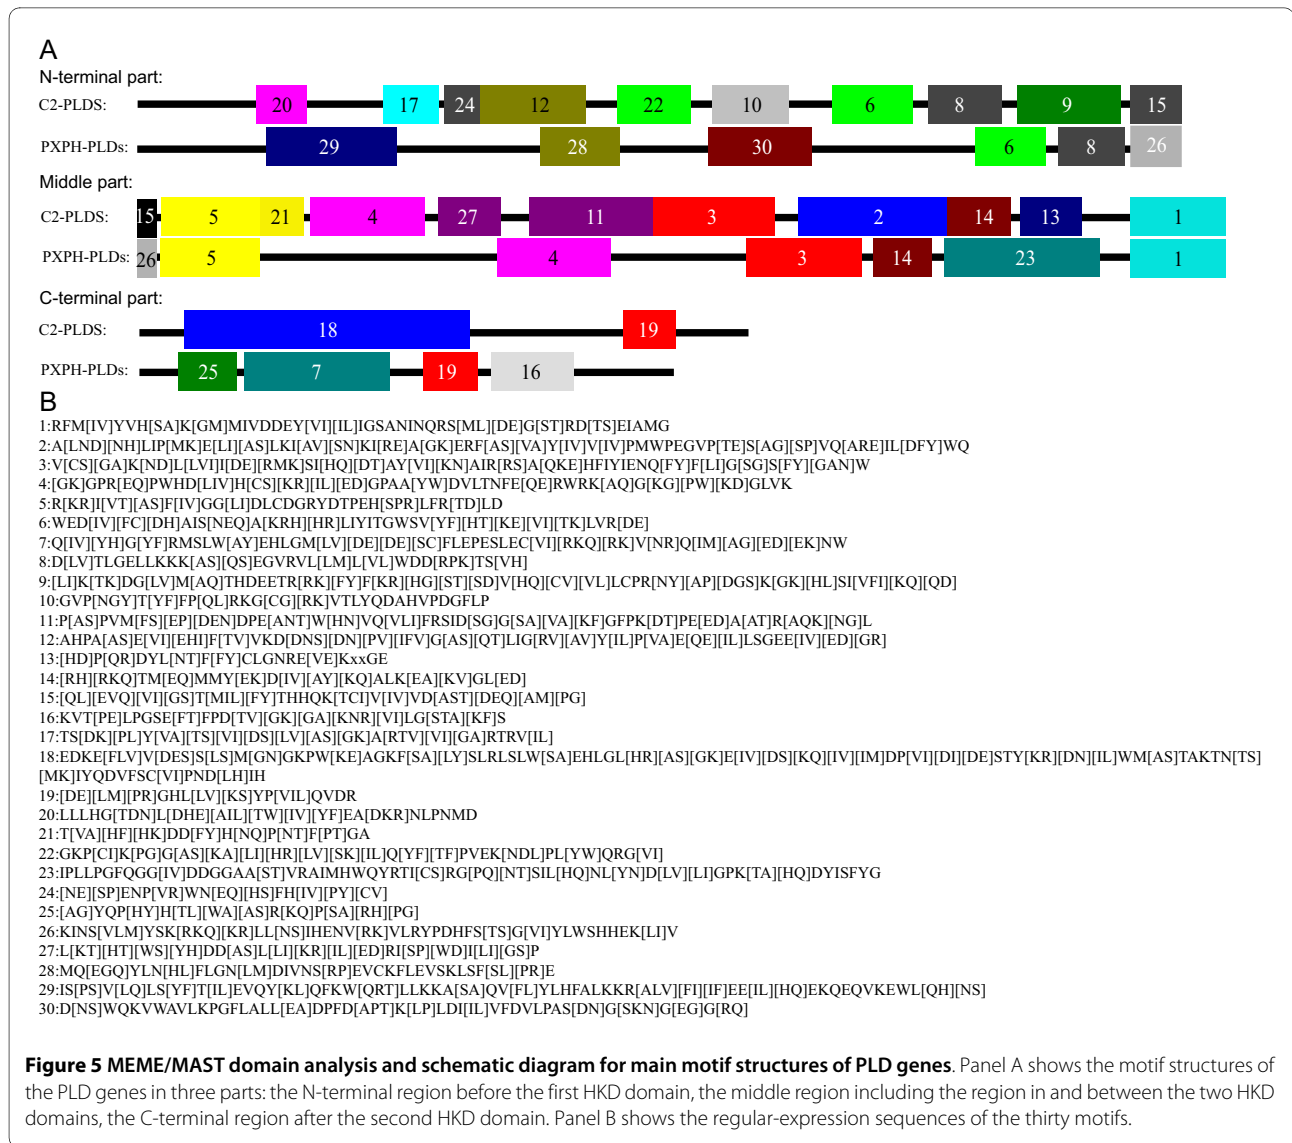 A
N-terminal part:
C2-PLDS: 20 17 24 12 22 10 6 8 9 15
PXPH-PLDs: 29 28 30 6 8 26
Middle part:
C2-PLDS: 15 5 21 4 27 11 3 2 14 13 1
PXPH-PLDs: 26 5 4 3 14 23 1
C-terminal part:
C2-PLDS: 18 19
PXPH-PLDs: 25 7 19 16
B
1:RFM[IV]YVH[SA]K[GM]MIVDDEY[VI][IL]IGSANINQRS[ML][DE]G[ST]RD[TS]EIAMG
2:A[LND][NH]LIP[MK]E[LI][AS]LKI[AV][SN]KI[RE]A[GK]ERF[AS][VA]Y[IV]V[IV]PMWPEGVP[TE]S[AG][SP]VQ[ARE]IL[DFY]WQ
3:V[CS][GA]K[ND]L[LVI]I[DE][RMK]SI[HQ][DT]AY[VI][KN]AIR[RS]A[QKE]HFIYIENQ[FY]F[LI]G[SG]S[FY][GAN]W
4:[GK]GPR[EQ]PWHD[LIV]H[CS][KR][IL][ED]GPAA[YW]DVLTNFE[QE]RWRK[AQ]G[KG][PW][KD]GLVK
5:R[KR]I[VT][AS]F[IV]GG[LI]DLCDGRYDTPEH[SPR]LFR[TD]LD
6:WED[IV][FC][DH]AIS[NEQ]A[KRH][HR]LIYITGWSV[YF][HT][KE][VI][TK]LVR[DE]
7:Q[IV][YH]G[YF]RMSLW[AY]EHLGM[LV][DE][DE][SC]FLEPESLEC[VI][RKQ][RK]V[NR]Q[IM][AG][ED][EK]NW
8:D[LV]TLGELLKKK[AS][QS]EGVRVL[LM]L[VL]WDD[RPK]TS[VH]
9:[LI]K[TK]DG[LV]M[AQ]THDEETR[RK][FY]F[KR][HG][ST][SD]V[HQ][CV][VL]LCPR[NY][AP][DGS]K[GK][HL]SI[VFI][KQ][QD]
10:GVP[NGY]T[YF]FP[QL]RKG[CG][RK]VTLYQDAHVPDGFLP
11:P[AS]PVM[FS][EP][DEN]DPE[ANT]W[HN]VQ[VLI]FRSID[SG]G[SA][VA][KF]GFPK[DT]PE[ED]A[AT]R[AQK][NG]L
12:AHPA[AS]E[VI][EHI]F[TV]VKD[DNS][DN][PV][IFV]G[AS][QT]LIG[RV][AV]Y[IL]P[VA]E[QE][IL]LSGEE[IV][ED][GR]
13:[HD]P[QR]DYL[NT]F[FY]CLGNRE[VE]KxxGE
14:[RH][RKQ]TM[EQ]MMY[EK]D[IV][AY][KQ]ALK[EA][KV]GL[ED]
15:[QL][EVQ][VI][GS]T[MIL][FY]THHQK[TCI]V[IV]VD[AST][DEQ][AM][PG]
16:KVT[PE]LPGSE[FT]FPD[TV][GK][GA][KNR][VI]LG[STA][KF]S
17:TS[DK][PL]Y[VA][TS][VI][DS][LV][AS][GK]A[RTV][VI][GA]RTRV[IL]
18:EDKE[FLV]V[DES]S[LS]M[GN]GKPW[KE]AGKF[SA][LY]SLRLSLW[SA]EHLGL[HR][AS][GK]E[IV][DS][KQ][IV][IM]DP[VI][DI][DE]STY[KR][DN][IL]WM[AS]TAKTN[TS]
[MK]IYQDVFSC[VI]PND[LH]IH
19:[DE][LM][PR]GHL[LV][KS]YP[VIL]QVDR
20:LLLHG[TDN]L[DHE][AIL][TW][IV][YF]EA[DKR]NLPNMD
21:T[VA][HF][HK]DD[FY]H[NQ]P[NT]F[PT]GA
22:GKP[CI]K[PG]G[AS][KA][LI][HR][LV][SK][IL]Q[YF][TF]PVEK[NDL]PL[YW]QRG[VI]
23:IPLLPGFQGG[IV]DDGGAA[ST]VRAIMHWQYRTI[CS]RG[PQ][NT]SIL[HQ]NL[YN]D[LV][LI]GPK[TA][HQ]DYISFYG
24:[NE][SP]ENP[VR]WN[EQ][HS]FH[IV][PY][CV]
25:[AG]YQP[HY]H[TL][WA][AS]R[KQ]P[SA][RH][PG]
26:KINS[VLM]YSK[RKQ][KR]LL[NS]IHENV[RK]VLRYPDHFS[TS]G[VI]YLWSHHEK[LI]V
27:L[KT][HT][WS][YH]DD[AS]L[LI][KR][IL][ED]RI[SP][WD]I[LI][GS]P
28:MQ[EGQ]YLN[HL]FLGN[LM]DIVNS[RP]EVCKFLEVSKLSF[SL][PR]E
29:IS[PS]V[LQ]LS[YF]T[IL]EVQY[KL]QFKW[QRT]LLKKA[SA]QV[FL]YLHFALKKR[ALV][FI][IF]EE[IL][HQ]EKQEQVKEWL[QH][NS]
30:D[NS]WQKVWAVLKPGFLALL[EA]DPFD[APT]K[LP]LDI[IL]VFDVLPAS[DN]G[SKN]G[EG]G[RQ]
Figure 5 MEME/MAST domain analysis and schematic diagram for main motif structures of PLD genes. Panel A shows the motif structures of
the PLD genes in three parts: the N-terminal region before the first HKD domain, the middle region including the region in and between the two HKD
domains, the C-terminal region after the second HKD domain. Panel B shows the regular-expression sequences of the thirty motifs.